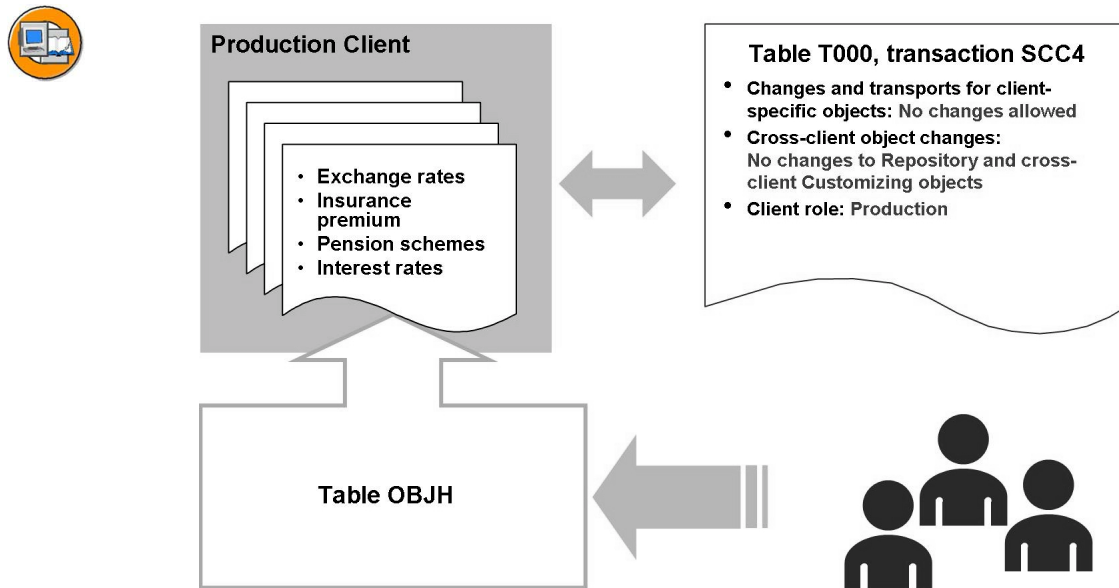 Production Client
• Exchange rates
• Insurance
premium
• Pension schemes
• Interest rates
Table T000, transaction SCC4
• Changes and transports for client-
specific objects: No changes allowed
• Cross-client object changes:
No changes to Repository and cross-
client Customizing objects
• Client role: Production
Table OBJH